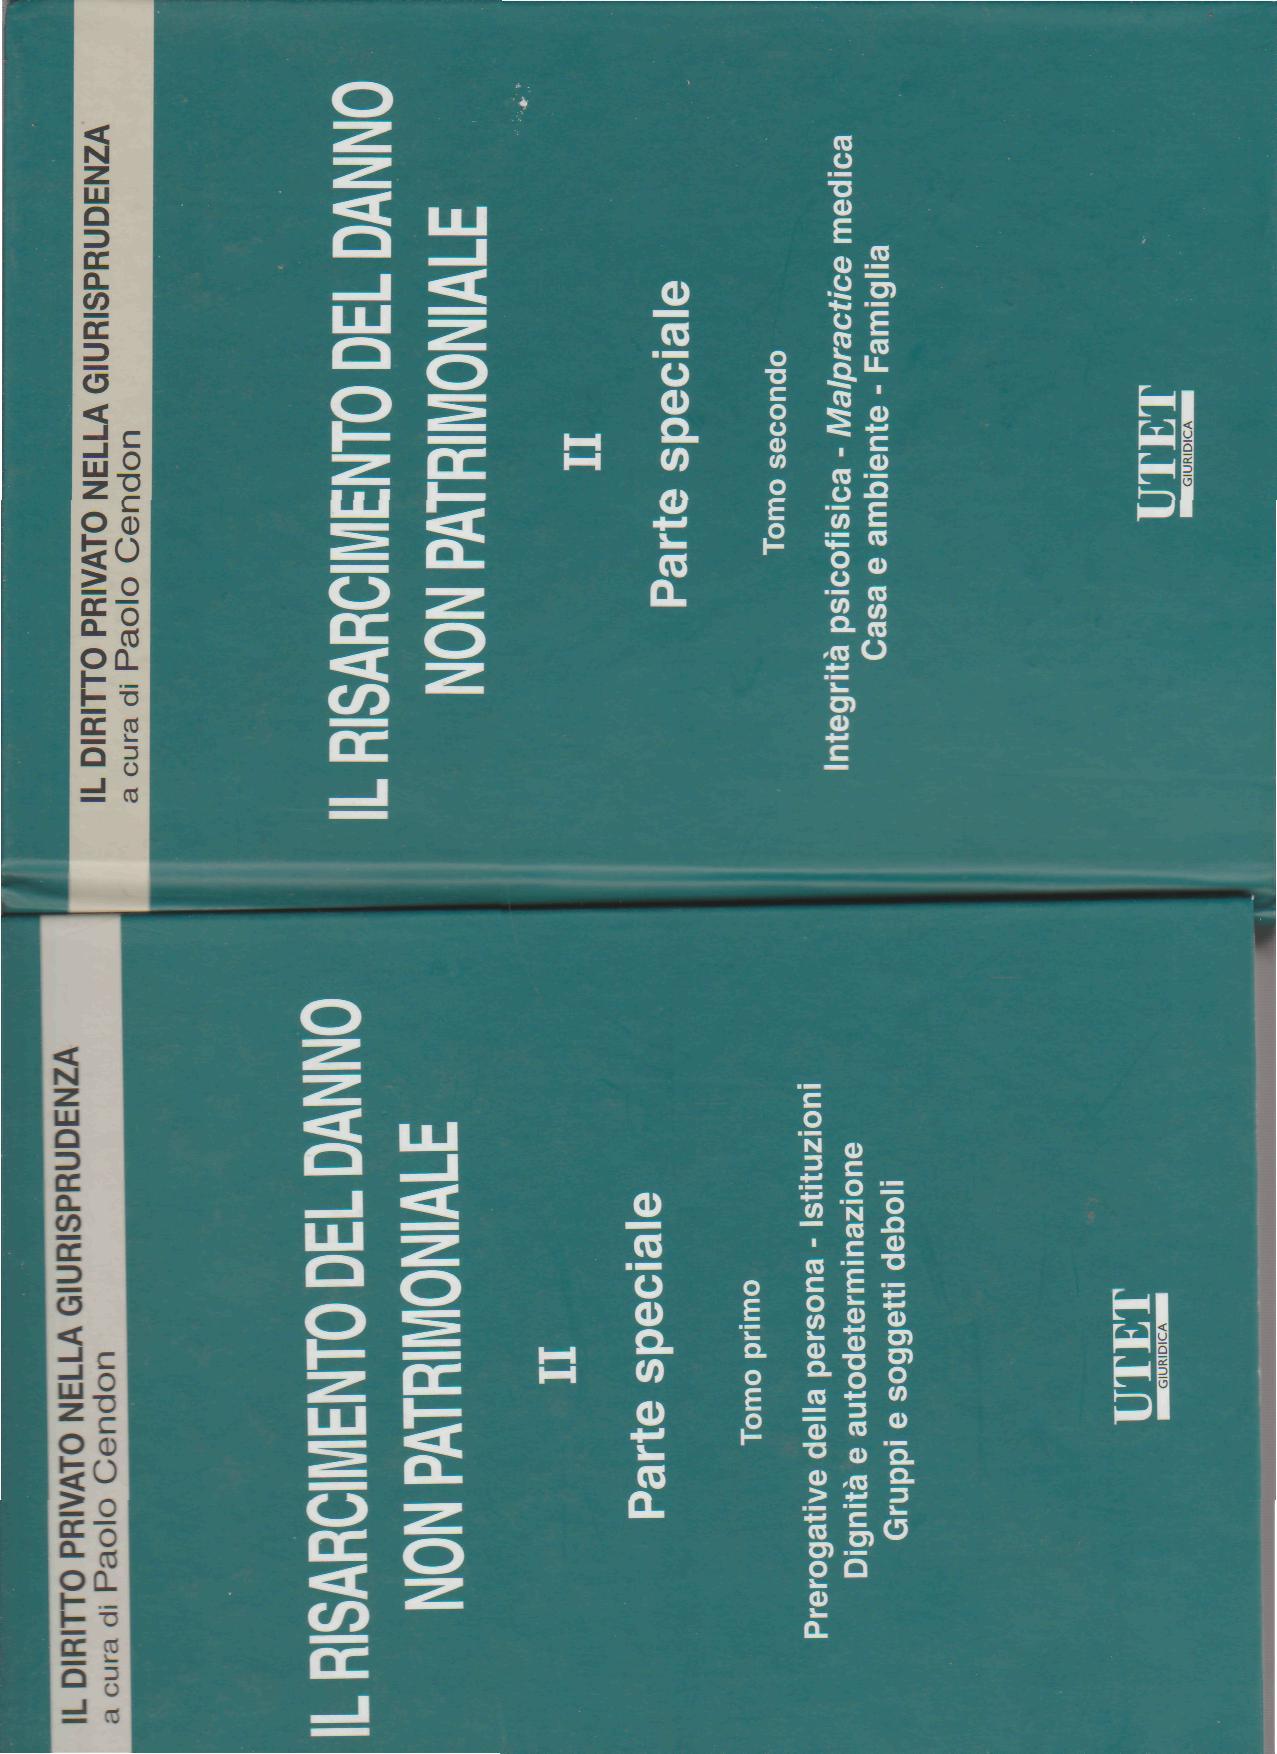 IL DIRITTO PRIVATO NELLA GIURISPRUDENZA
a cura di Paolo Cendon
IL RISARCIMENTO DEL DANNO
NON PATRIMONIALE
II
Parte speciale
Tomo primo
Prerogative della persona - Istituzioni
Dignità e autodeterminazione
Gruppi e soggetti deboli
UTET
GIURIDICA
IL DIRITTO PRIVATO NELLA GIURISPRUDENZA
a cura di Paolo Cendon
IL RISARCIMENTO DEL DANNO
NON PATRIMONIALE
II
Parte speciale
Tomo secondo
Integrità psicofisica - Malpractice medica
Casa e ambiente - Famiglia
UTET
GIURIDICA